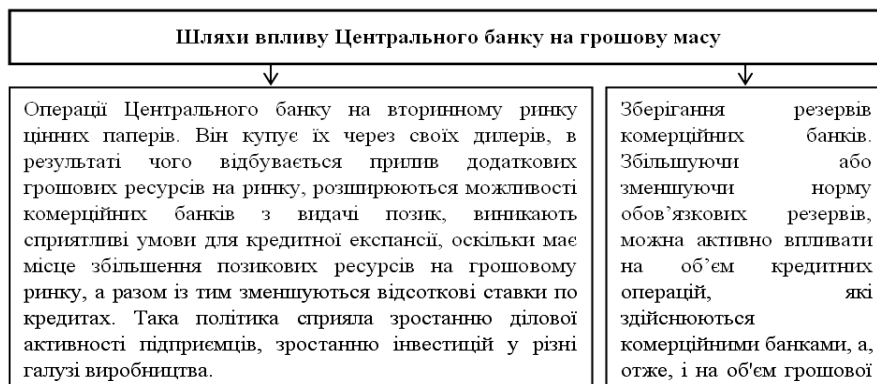 Шляхи впливу Центрального банку на грошову масу
Операції Центрального банку на вторинному ринку
цінних паперів. Він купує їх через своїх дилерів, в
результаті чого відбувається прилив додаткових
грошових ресурсів на ринку, розширюються можливості
комерційних банків з видачі позик, виникають
сприятливі умови для кредитної експансії, оскільки має
місце збільшення позикових ресурсів на грошовому
ринку, а разом із тим зменшуються відсоткові ставки по
кредитах. Така політика сприяла зростанню ділової
активності підприємців, зростанню інвестицій у різні
галузі виробництва.
Зберігання резервів
комерційних банків.
Збільшуючи або
зменшуючи норму
обов’язкових резервів,
можна активно впливати
на об’єм кредитних
операцій, які
здійснюються
комерційними банками, а,
отже, і на об'єм грошової